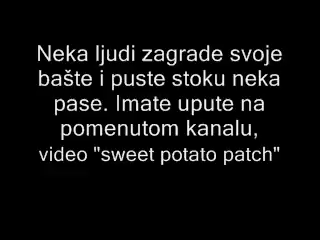 Neka ljudi zagrade svoje
bašte i puste stoku neka
pase. Imate upute na
pomenutom kanalu,
video "sweet potato patch"